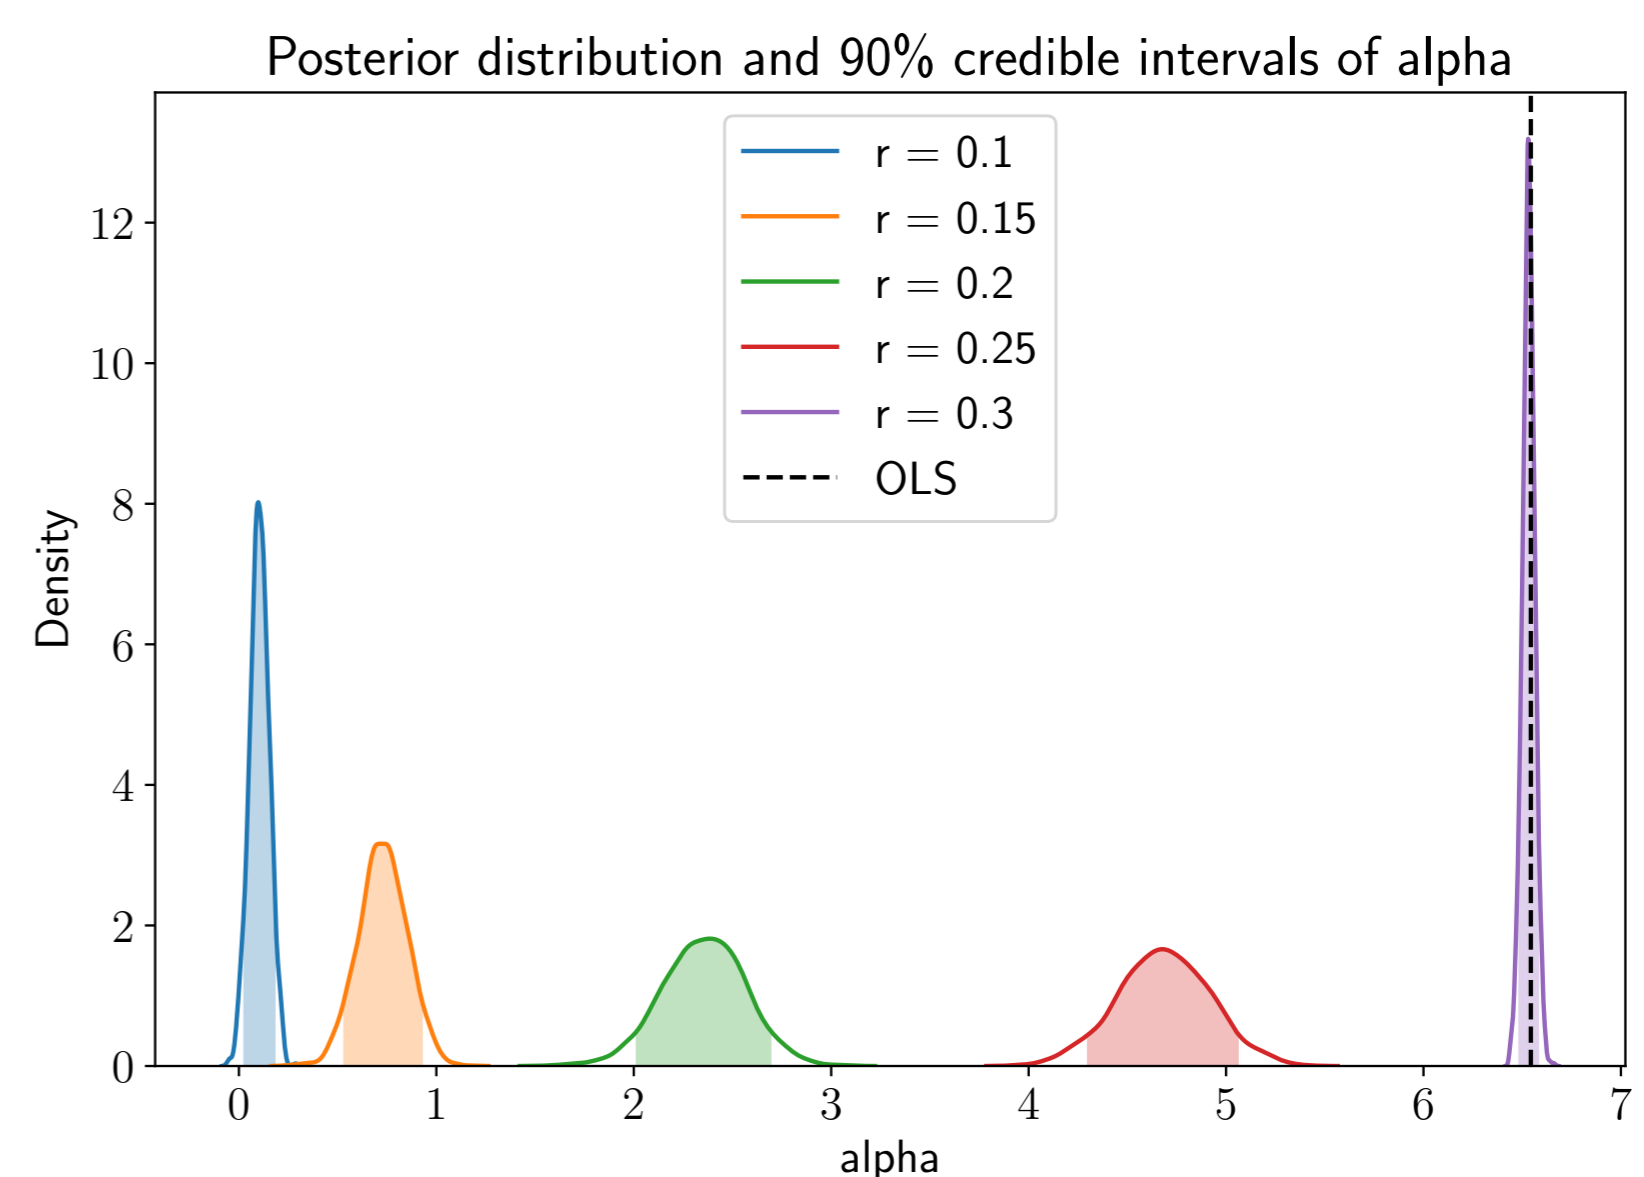 Posterior distribution and 90% credible intervals of alpha
r = 0.1
r = 0.15
r = 0.2
r = 0.25
r = 0.3
OLS
Density
12
10
8
6
4
2
0
0 1 2 3 4 5 6 7
alpha